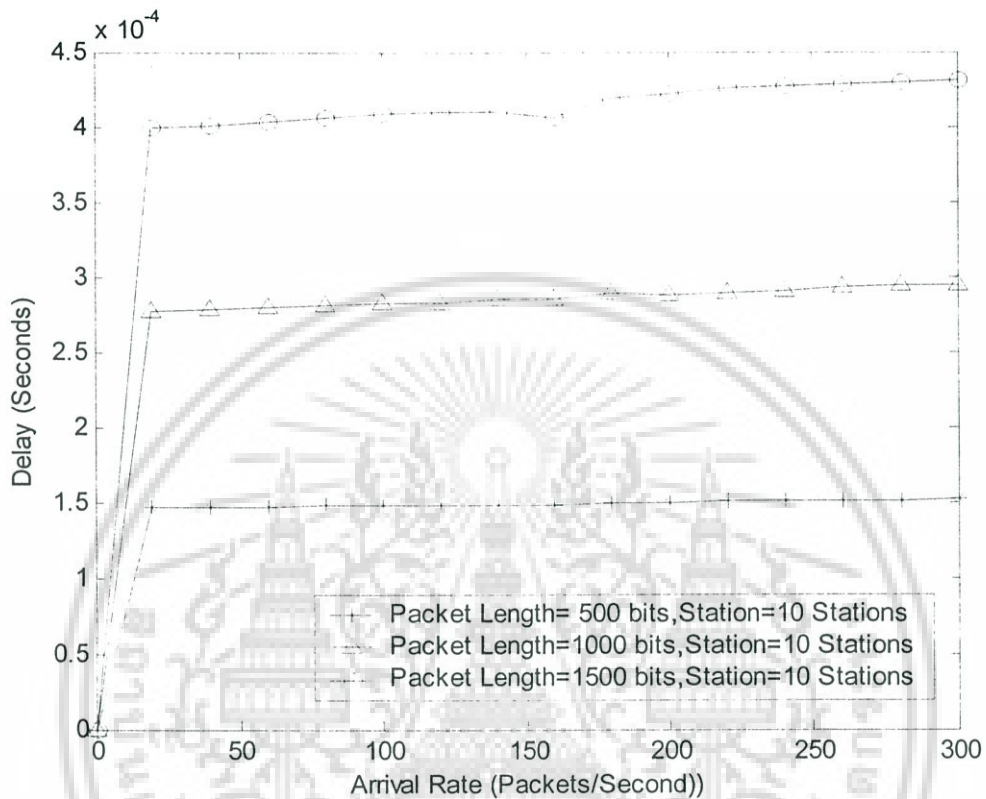 x 10-4
4.5
4
3.5
3
2.5
2
1.5
1
0.5
0
Delay (Seconds)
Packet Length= 500 bits,Station=10 Stations
Packet Length=1000 bits,Station=10 Stations
Packet Length=1500 bits,Station=10 Stations
0 50 100 150 200 250 300
Arrival Rate (Packets/Second))